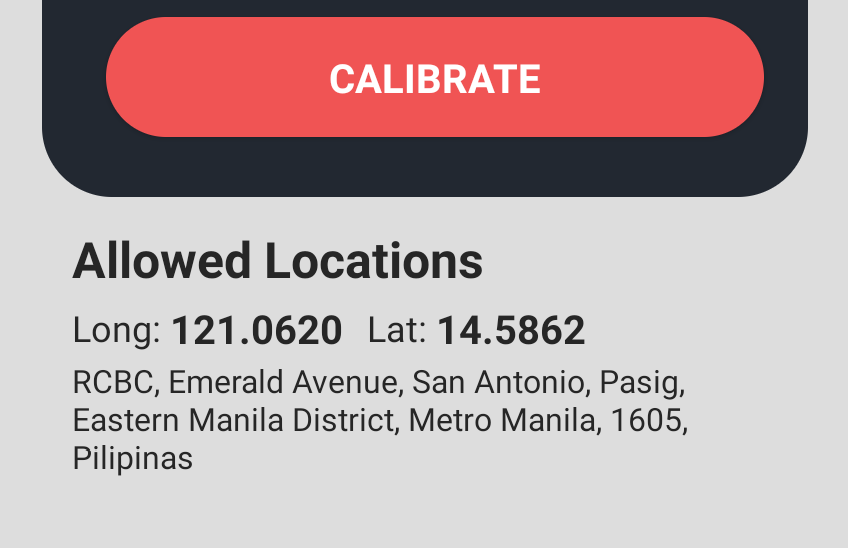 CALIBRATE
Allowed Locations
Long: 121.0620 Lat: 14.5862
RCBC, Emerald Avenue, San Antonio, Pasig,
Eastern Manila District, Metro Manila, 1605,
Pilipinas